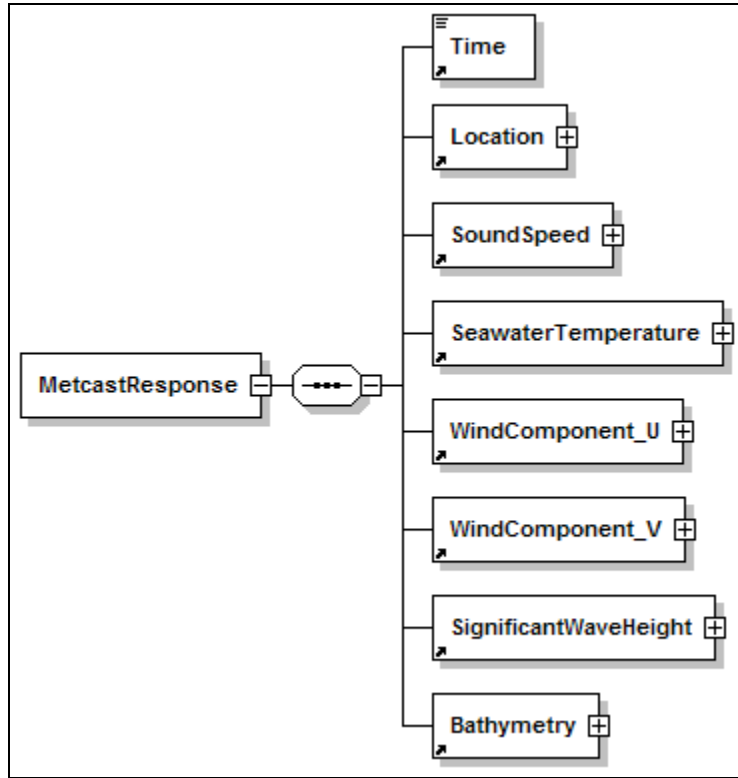 Time
Location
SoundSpeed
SeawaterTemperature
MetcastResponse
WindComponent_U
WindComponent_V
SignificantWaveHeight
Bathymetry